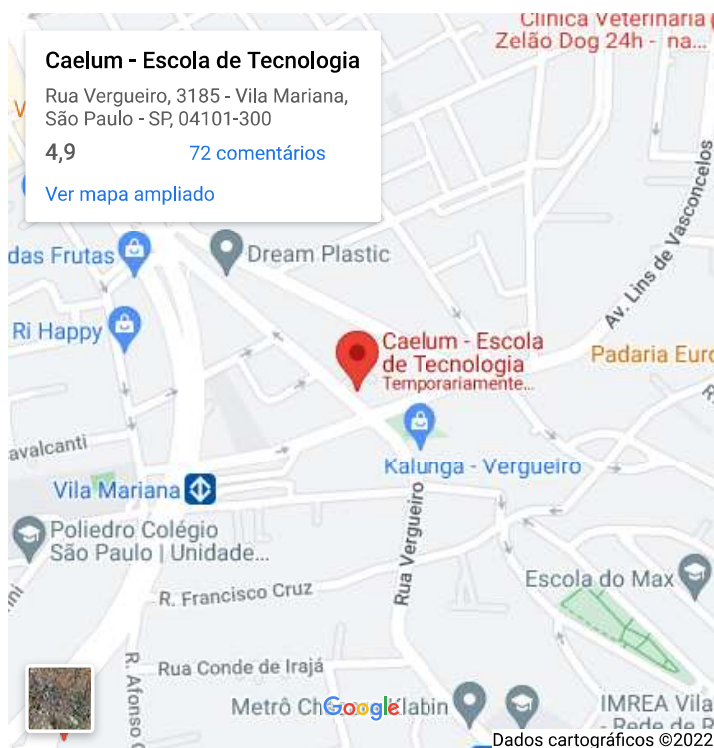 Clínica Veterinária
Zelão Dog 24h - na...
Caelum - Escola de Tecnologia
Rua Vergueiro, 3185 - Vila Mariana,
São Paulo - SP, 04101-300
4,9 72 comentários
Ver mapa ampliado
Av. Lins de Vasconcelos
das Frutas
Dream Plastic
Ri Happy
Caelum - Escola
de Tecnologia
Temporariamente...
Padaria Euro
avalcanti
Kalunga - Vergueiro
Vila Mariana
Poliedro Colégio
São Paulo | Unidade...
Rua Vergueiro
Escola do Max
R. Francisco Cruz
Rua Conde de Irajá
R. Afonso
Metrô Ch Google Klabin
IMREA Vila
- Rede de R
Dados cartográficos ©2022